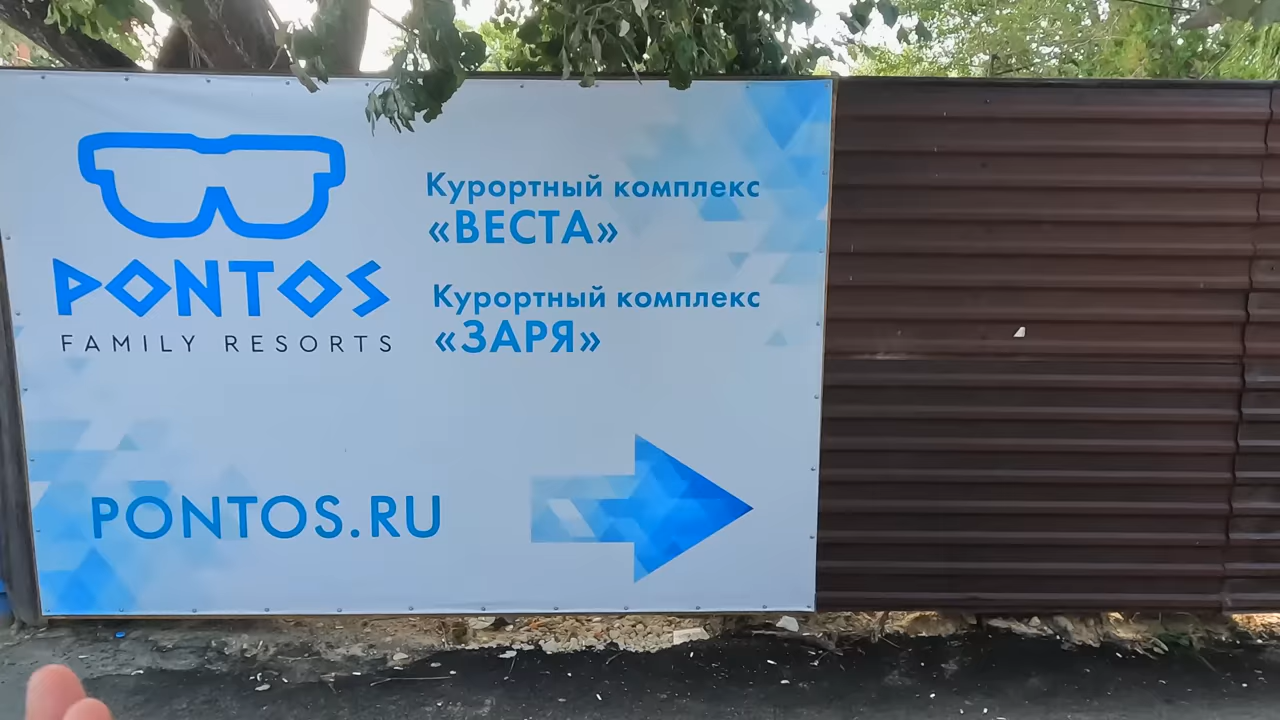 PONTOS
FAMILY RESORTS
Курортный комплекс
«ВЕСТА»
Курортный комплекс
«ЗАРЯ»
PONTOS.RU